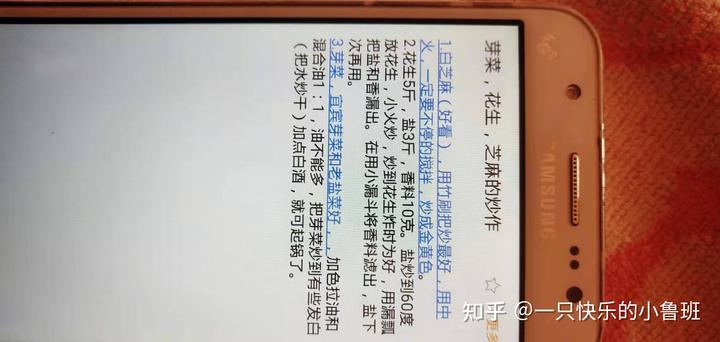 芽菜，花生，芝麻的炒作
更多
1.白芝麻（好看），用竹刷把炒最好，用中
火，一定要不停的搅拌，炒成金黄色。
2.花生5斤，盐3斤，香料10克。盐炒到60度
放花生，小火炒，炒到花生炸时为好，用漏瓢
把盐和香漏出。在用小漏斗将香料滤出，盐下
次再用。
3.芽菜，宜宾芽菜和老盐菜好，，加色拉油和
混合油1：1，油不能多，把芽菜炒到有些发白
（把水炒干）加点白酒，就可起锅了。
SAMSUNG
4G
知乎 @一只快乐的小鲁班